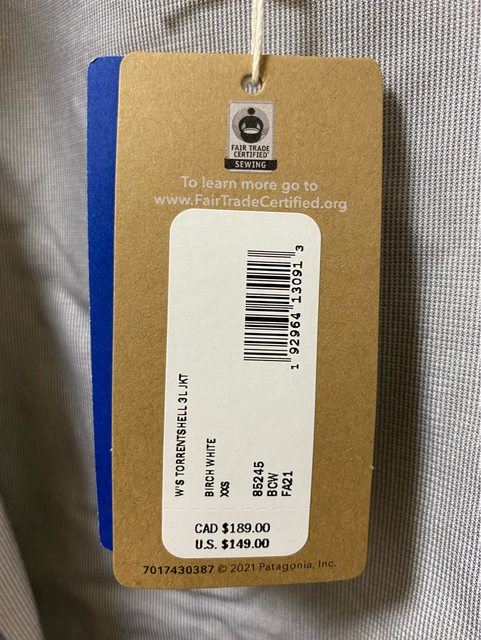 FAIR TRADE
CERTIFIED
SEWING
To learn more go to
www.FairTradeCertified.org
1 92964 13091 3
W'S TORRENTSHELL 3L JKT
BIRCH WHITE
XXS
85245
BCW
FA21
CAD $189.00
U.S. $149.00
7017430387 © 2021 Patagonia, Inc.